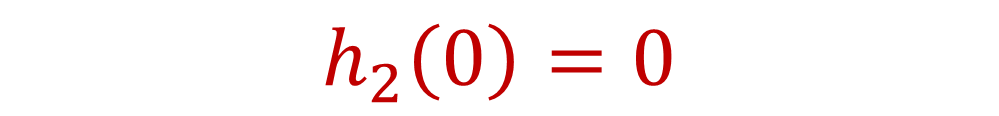 h₂(0) = 0